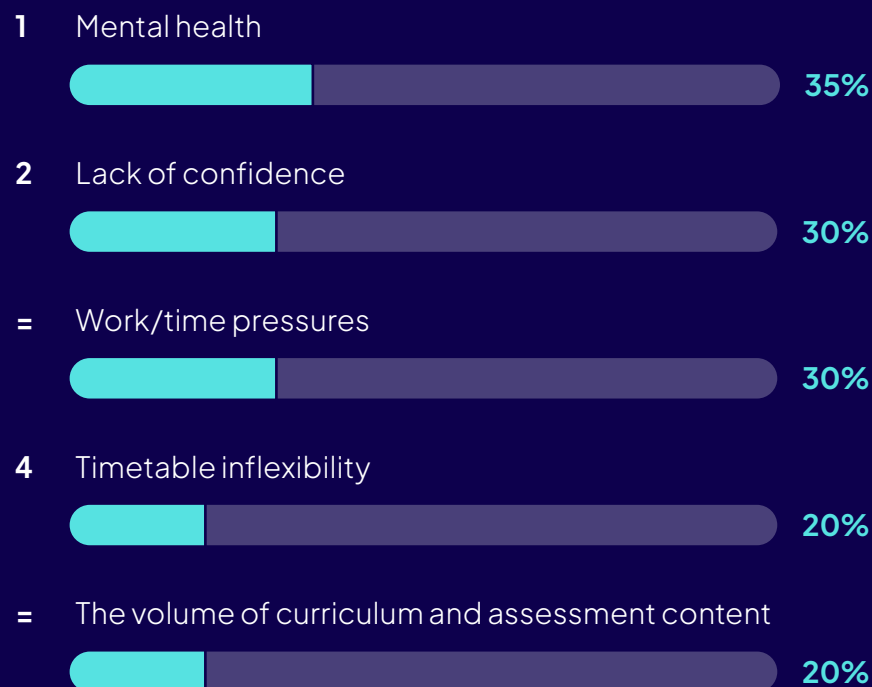 1 Mental health
35%
2 Lack of confidence
30%
= Work/time pressures
30%
4 Timetable inflexibility
20%
= The volume of curriculum and assessment content
20%